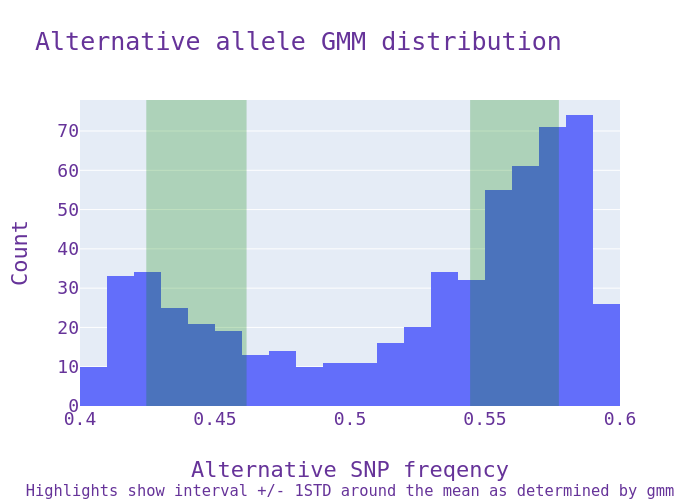 Alternative allele GMM distribution
70
60
50
40
30
20
10
0
Count
0.4 0.45 0.5 0.55 0.6
Alternative SNP freqency
Highlights show interval +/- 1STD around the mean as determined by gmm